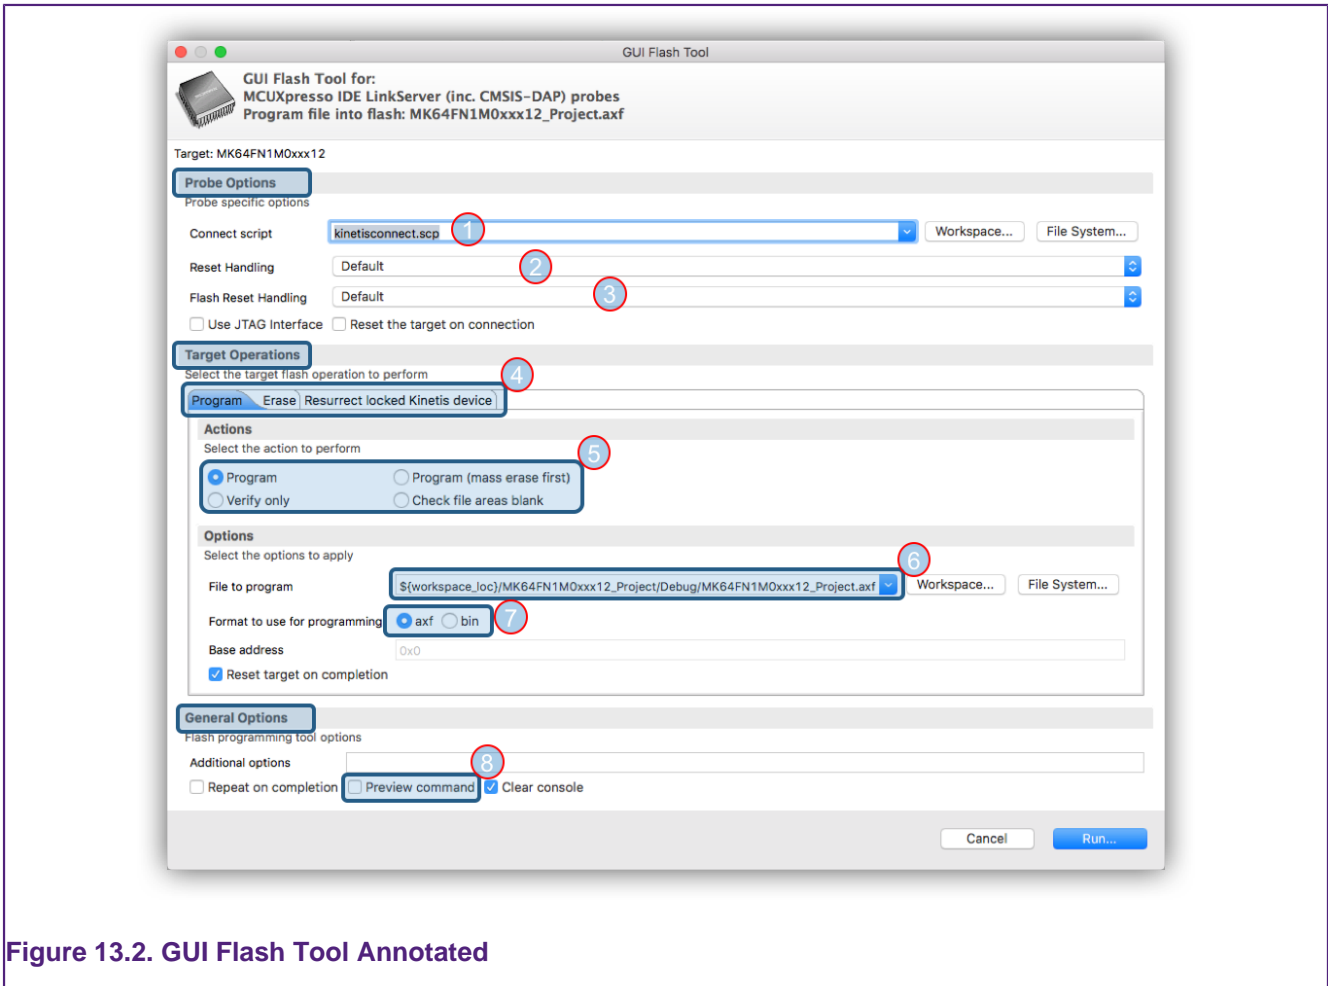 GUI Flash Tool
GUI Flash Tool for:
MCUXpresso IDE LinkServer (inc. CMSIS-DAP) probes
Program file into flash: MK64FN1M0xxx12_Project.axf
Target: MK64FN1M0xxx12
Probe Options
Probe specific options
Connect script kinetisconnect.scp 1 Workspace... File System...
Reset Handling Default 2
Flash Reset Handling Default 3
Use JTAG Interface Reset the target on connection
Target Operations
Select the target flash operation to perform 4
Program Erase Resurrect locked Kinetis device
Actions
Select the action to perform 5
Program Program (mass erase first)
Verify only Check file areas blank
Options
Select the options to apply 6
File to program ${workspace_loc}/MK64FN1M0xxx12_Project/Debug/MK64FN1M0xxx12_Project.axf Workspace... File System...
Format to use for programming axf bin 7
Base address 0x0
Reset target on completion
General Options
Flash programming tool options
Additional options 8
Repeat on completion Preview command Clear console
Cancel Run...
Figure 13.2. GUI Flash Tool Annotated